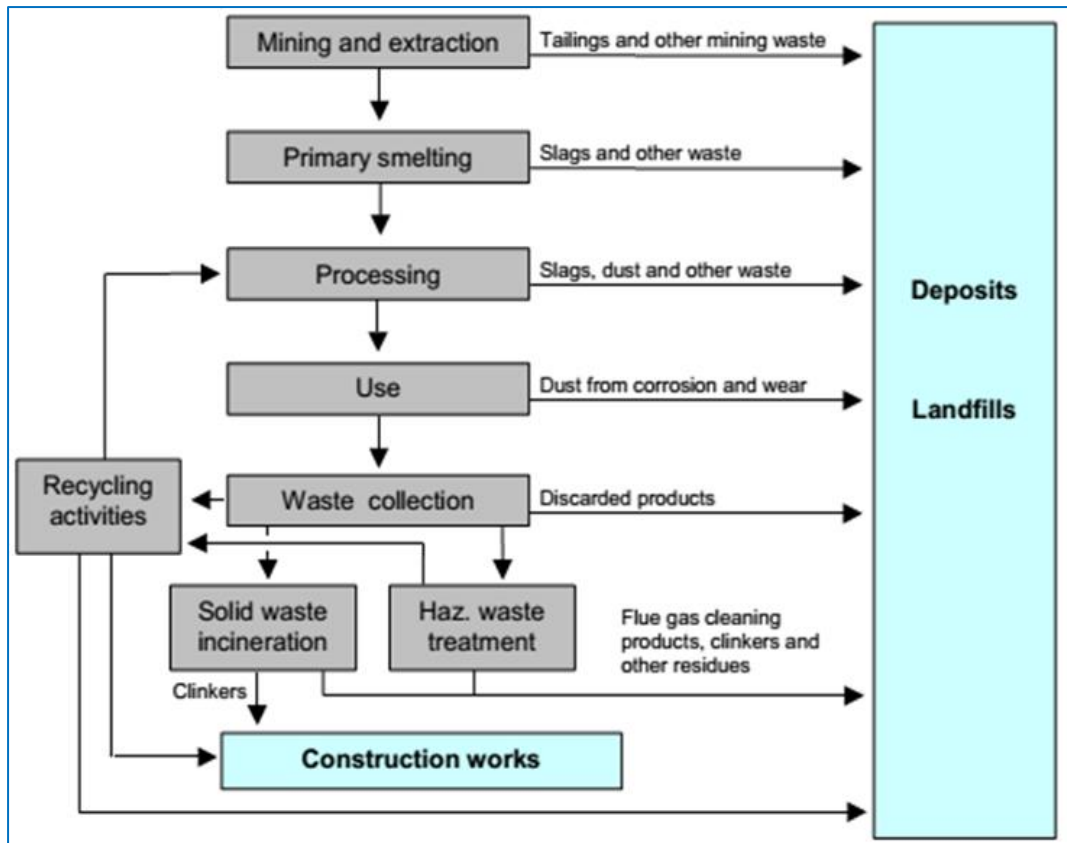 Mining and extraction
Tailings and other mining waste
Primary smelting
Slags and other waste
Processing
Slags, dust and other waste
Deposits
Use
Dust from corrosion and wear
Landfills
Recycling
activities
Waste collection
Discarded products
Solid waste
incineration
Haz. waste
treatment
Flue gas cleaning
products, clinkers and
other residues
Clinkers
Construction works